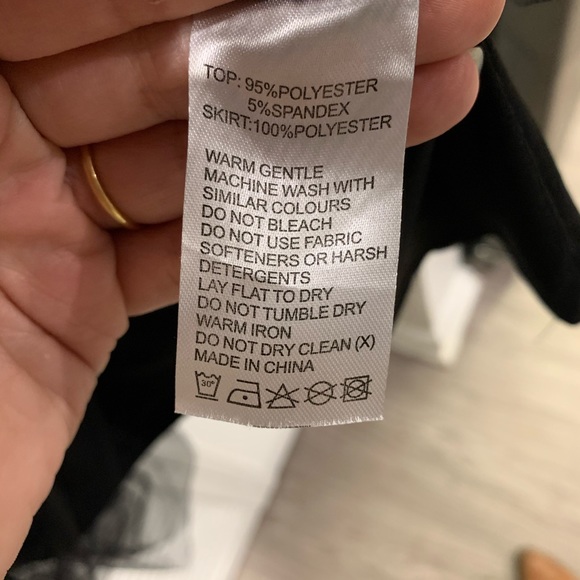 TOP: 95%POLYESTER
5%SPANDEX
SKIRT:100%POLYESTER
WARM GENTLE
MACHINE WASH WITH
SIMILAR COLOURS
DO NOT BLEACH
DO NOT USE FABRIC
SOFTENERS OR HARSH
DETERGENTS
LAY FLAT TO DRY
DO NOT TUMBLE DRY
WARM IRON
DO NOT DRY CLEAN (X)
MADE IN CHINA
30°